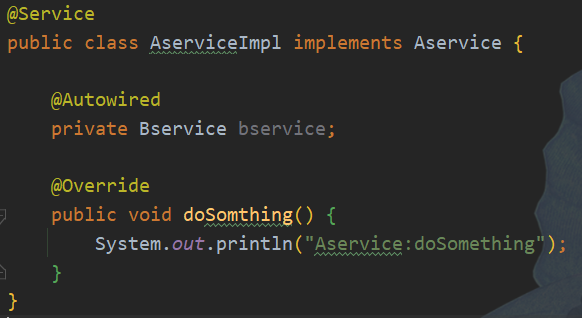 @Service
public class AserviceImpl implements Aservice {
@Autowired
private Bservice bservice;
@Override
public void doSomthing() {
System.out.println("Aservice:doSomething");
}
}